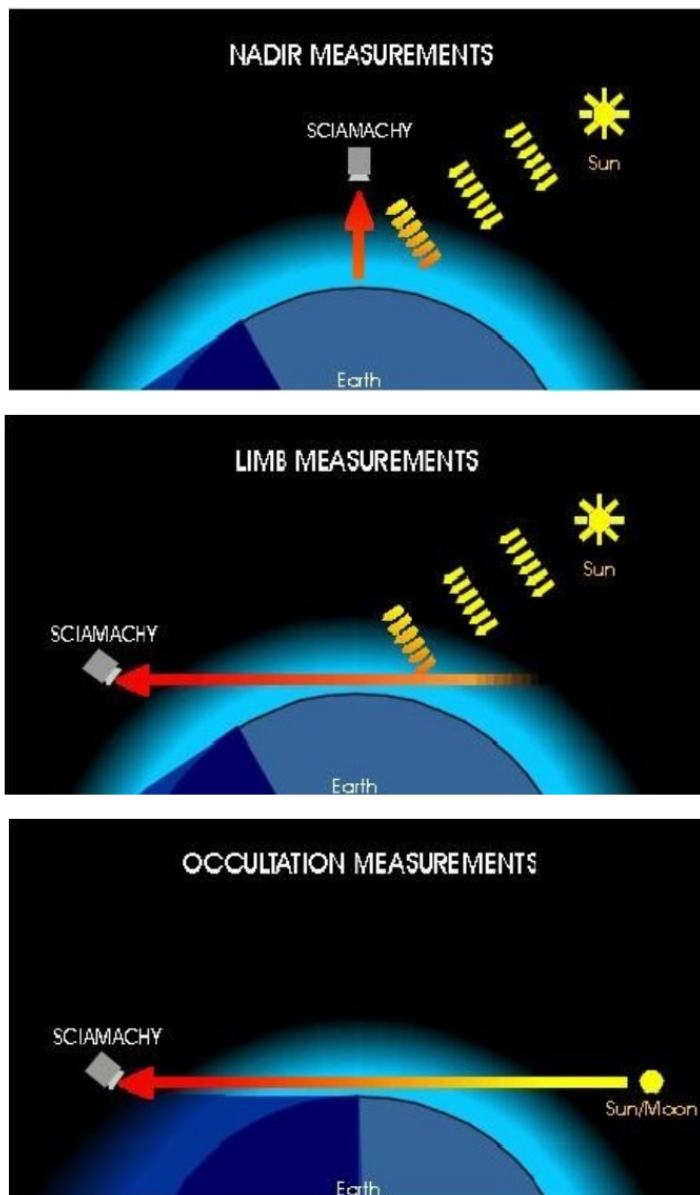 NADIR MEASUREMENTS
SCIAMACHY
Sun
Earth
LIMB MEASUREMENTS
Sun
SCIAMACHY
Earth
OCCULTATION MEASUREMENTS
SCIAMACHY
Sun/Moon
Earth